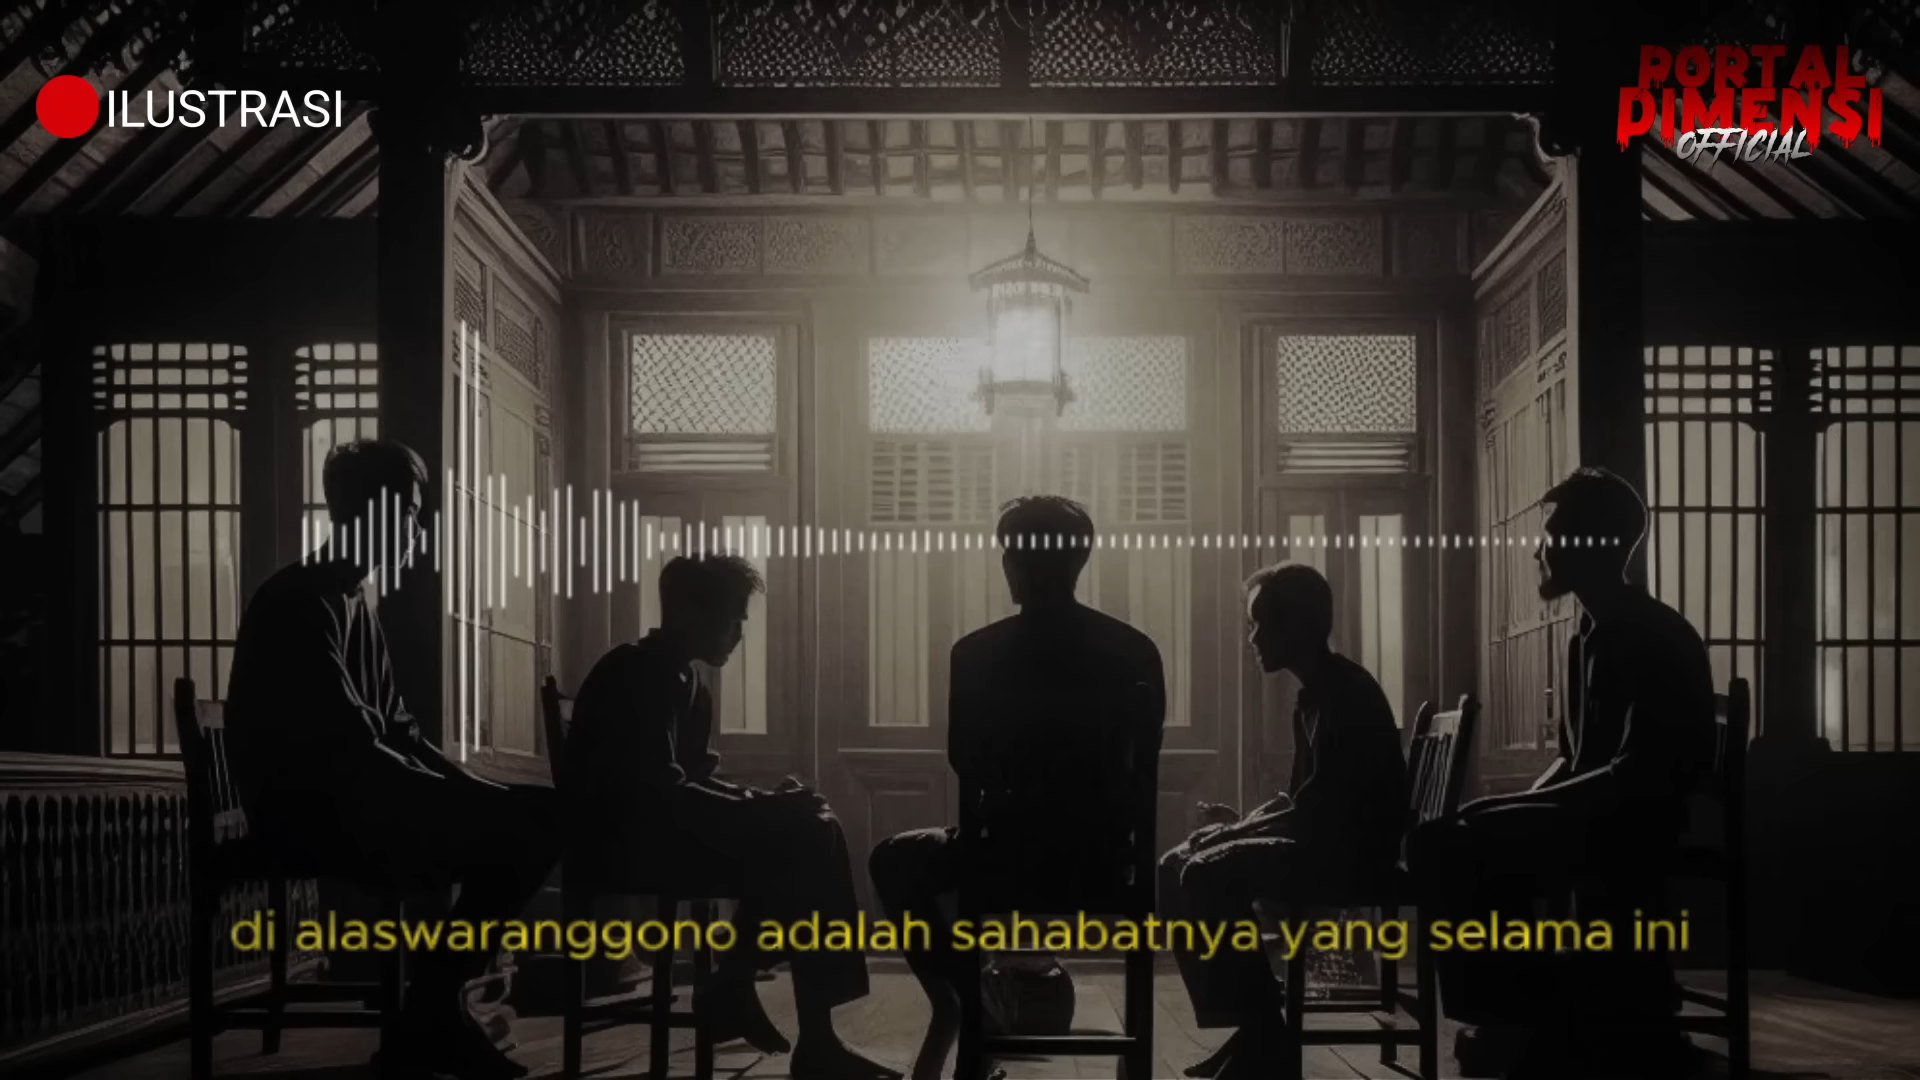 ILUSTRASI
PORTAL
DIMENSI
OFFICIAL
di alaswaranggono adalah sahabatnya yang selama ini